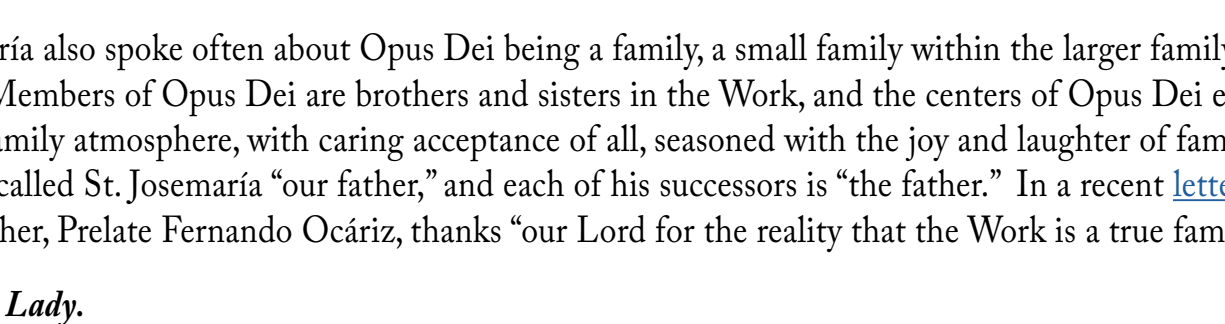 ría also spoke often about Opus Dei being a family, a small family within the larger family
Members of Opus Dei are brothers and sisters in the Work, and the centers of Opus Dei e
amily atmosphere, with caring acceptance of all, seasoned with the joy and laughter of fam
called St. Josemaría “our father,” and each of his successors is “the father.” In a recent lette
her, Prelate Fernando Ocáriz, thanks “our Lord for the reality that the Work is a true fam
Lady.